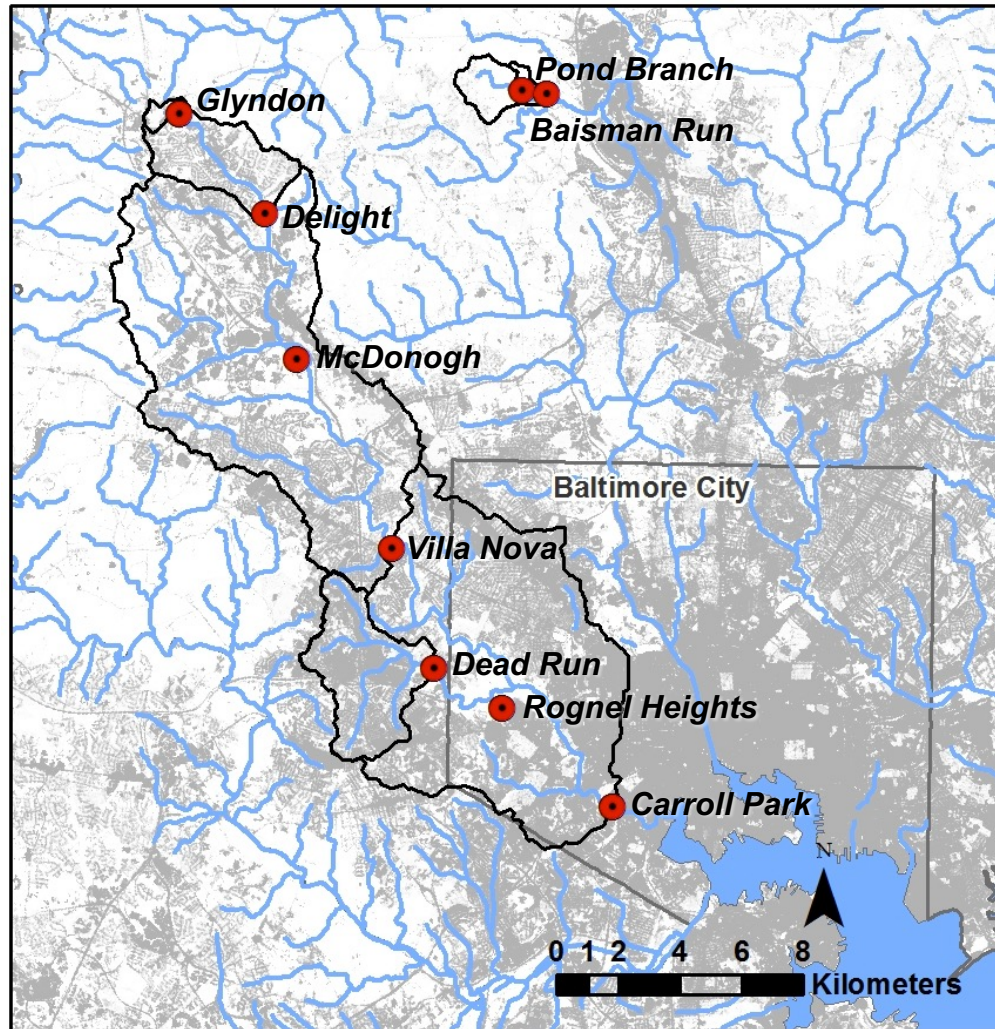 Pond Branch
Glyndon
Baisman Run
Delight
McDonogh
Baltimore City
Villa Nova
Dead Run
Rognel Heights
Carroll Park
N
0 1 2 4 6 8
Kilometers